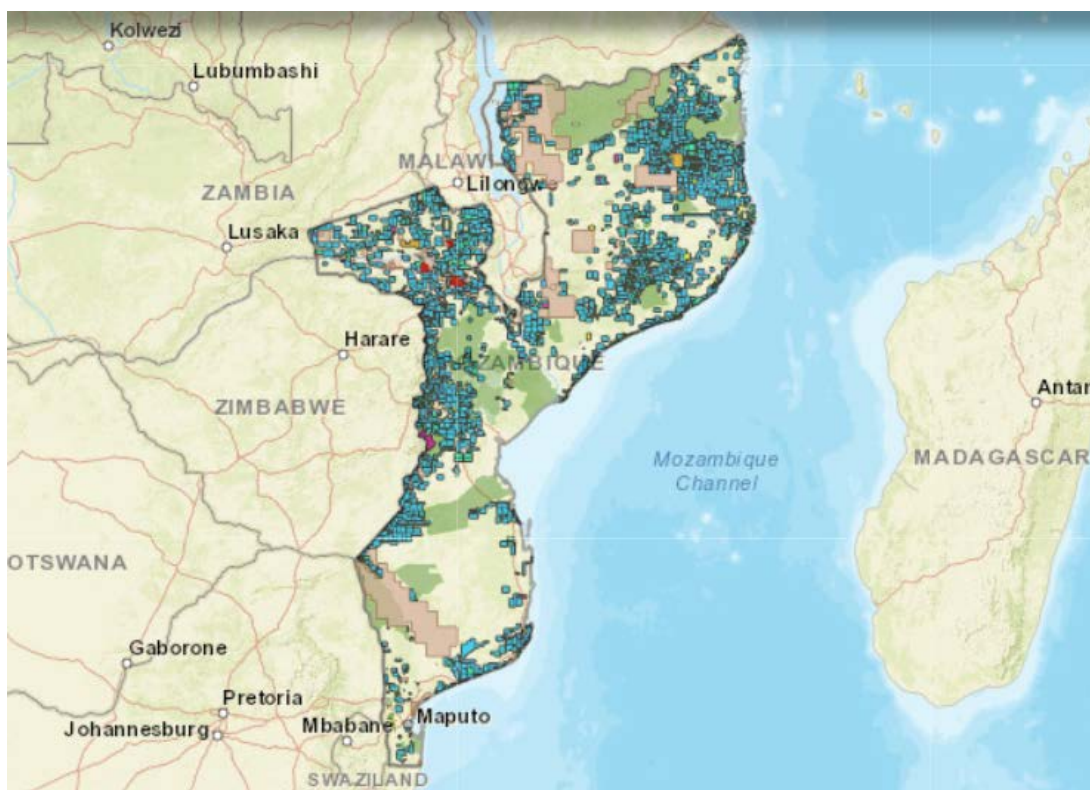 Kolwezi
Lubumbashi
MALAWI
Lilongwe
ZAMBIA
Lusaka
Harare
MOZAMBIQUE
ZIMBABWE
Antan
MADAGASCAR
Mozambique
Channel
OTSWANA
Gaborone
Pretoria
Johannesburg
Mbabane
Maputo
SWAZILAND